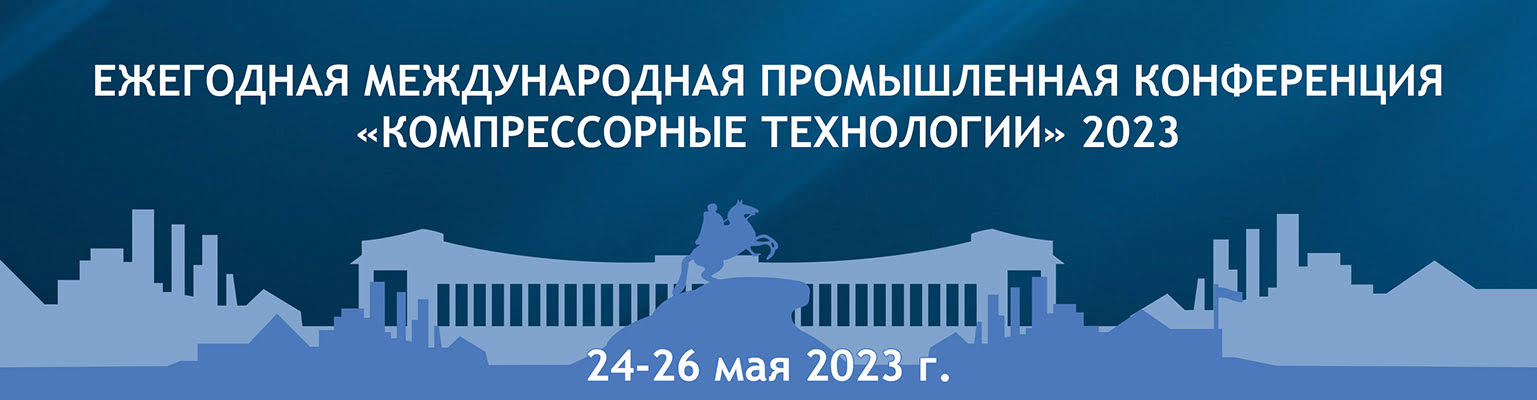 ЕЖЕГОДНАЯ МЕЖДУНАРОДНАЯ ПРОМЫШЛЕННАЯ КОНФЕРЕНЦИЯ
«КОМПРЕССОРНЫЕ ТЕХНОЛОГИИ» 2023
24-26 мая 2023 г.